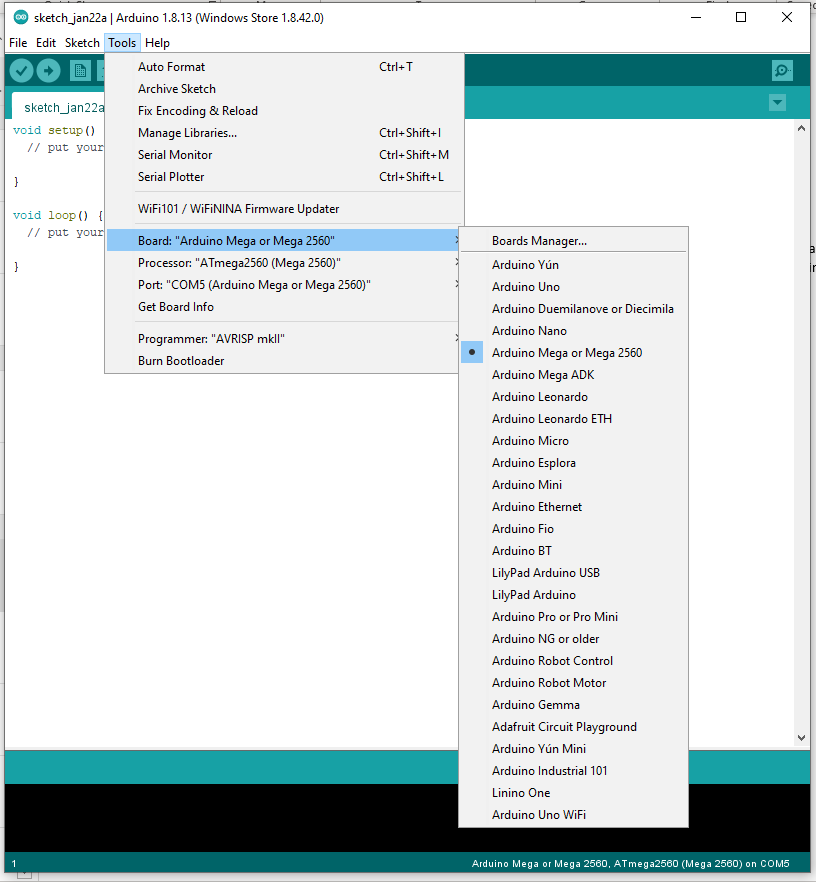 sketch_jan22a | Arduino 1.8.13 (Windows Store 1.8.42.0)
File Edit Sketch Tools Help
sketch_jan22a
void setup()
// put your
}
void loop() {
// put your
}
Auto Format Ctrl+T
Archive Sketch
Fix Encoding & Reload
Manage Libraries... Ctrl+Shift+I
Serial Monitor Ctrl+Shift+M
Serial Plotter Ctrl+Shift+L
WiFi101 / WiFiNINA Firmware Updater
Board: "Arduino Mega or Mega 2560"
Processor: "ATmega2560 (Mega 2560)"
Port: "COM5 (Arduino Mega or Mega 2560)"
Get Board Info
Programmer: "AVRISP mkII"
Burn Bootloader
Boards Manager...
Arduino Yún
Arduino Uno
Arduino Duemilanove or Diecimila
Arduino Nano
Arduino Mega or Mega 2560
Arduino Mega ADK
Arduino Leonardo
Arduino Leonardo ETH
Arduino Micro
Arduino Esplora
Arduino Mini
Arduino Ethernet
Arduino Fio
Arduino BT
LilyPad Arduino USB
LilyPad Arduino
Arduino Pro or Pro Mini
Arduino NG or older
Arduino Robot Control
Arduino Robot Motor
Arduino Gemma
Adafruit Circuit Playground
Arduino Yún Mini
Arduino Industrial 101
Linino One
Arduino Uno WiFi
1 Arduino Mega or Mega 2560, ATmega2560 (Mega 2560) on COM5